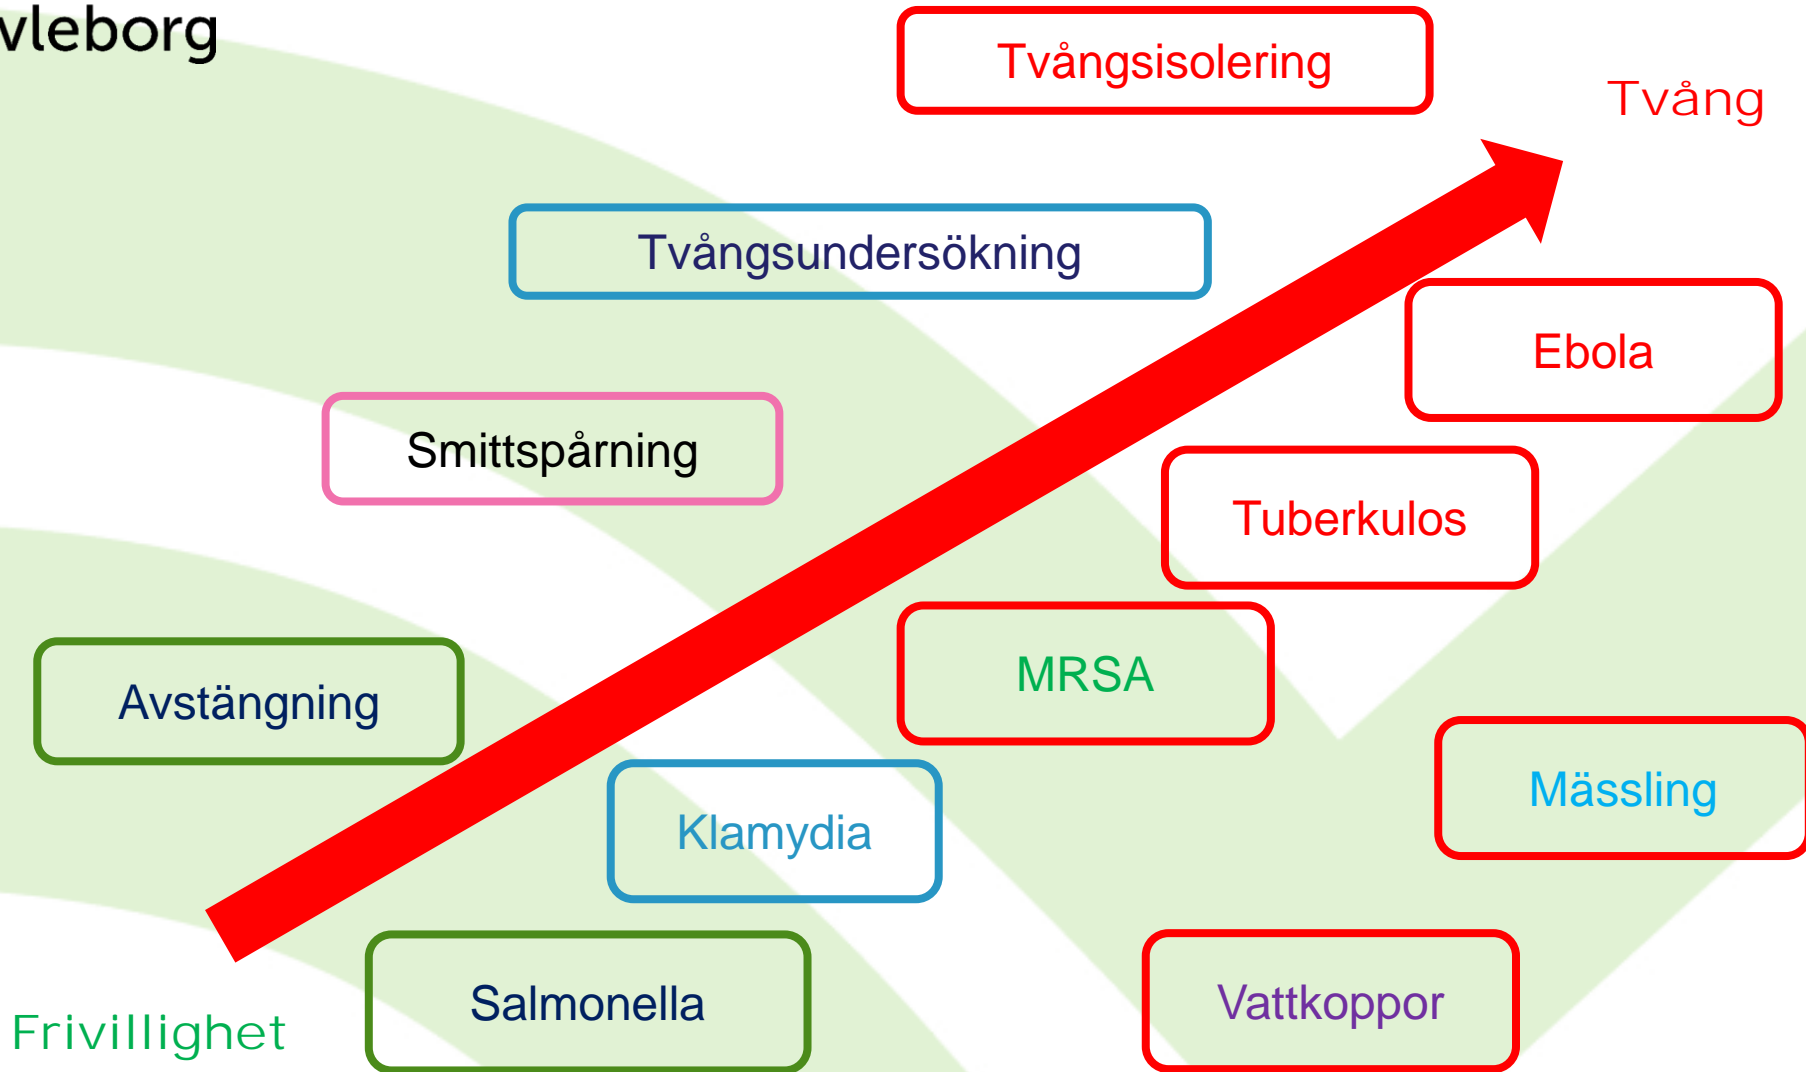 vleborg
Tvångsisolering
Tvång
Tvångsundersökning
Ebola
Smittspårning
Tuberkulos
MRSA
Avstängning
Mässling
Klamydia
Salmonella
Vattkoppor
Frivillighet